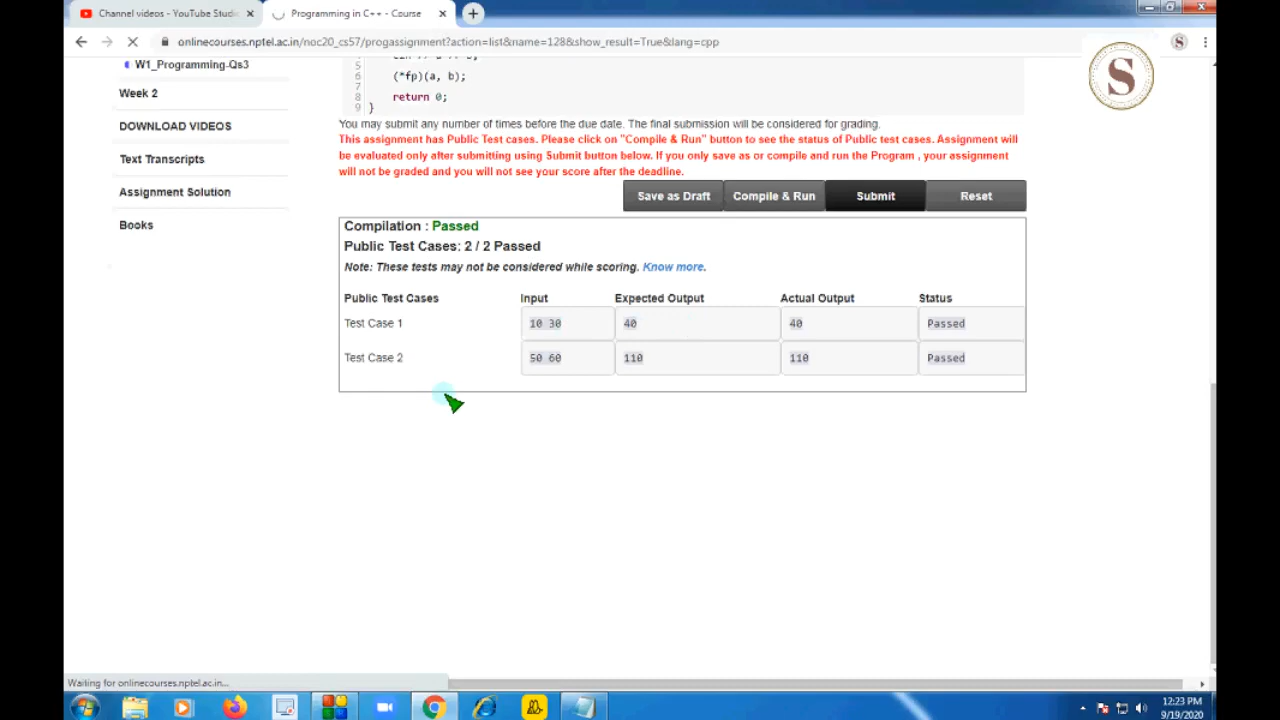 Channel videos - YouTube Studi
Programming in C++ - Course
onlinecourses.nptel.ac.in/noc20_cs57/progassignment?action=list&name=128&show_result=True&lang=cpp
S
W1_Programming-Qs3
Week 2
DOWNLOAD VIDEOS
Text Transcripts
Assignment Solution
Books
5
6 (*fp)(a, b);
7
8 return 0;
9 }
You may submit any number of times before the due date. The final submission will be considered for grading.
This assignment has Public Test cases. Please click on "Compile & Run" button to see the status of Public test cases. Assignment will
be evaluated only after submitting using Submit button below. If you only save as or compile and run the Program , your assignment
will not be graded and you will not see your score after the deadline.
Save as Draft Compile & Run Submit Reset
Compilation : Passed
Public Test Cases: 2 / 2 Passed
Note: These tests may not be considered while scoring. Know more.
Public Test Cases Input Expected Output Actual Output Status
Test Case 1 10 30 40 40 Passed
Test Case 2 50 60 110 110 Passed
Waiting for onlinecourses.nptel.ac.in...
12:23 PM
9/19/2020